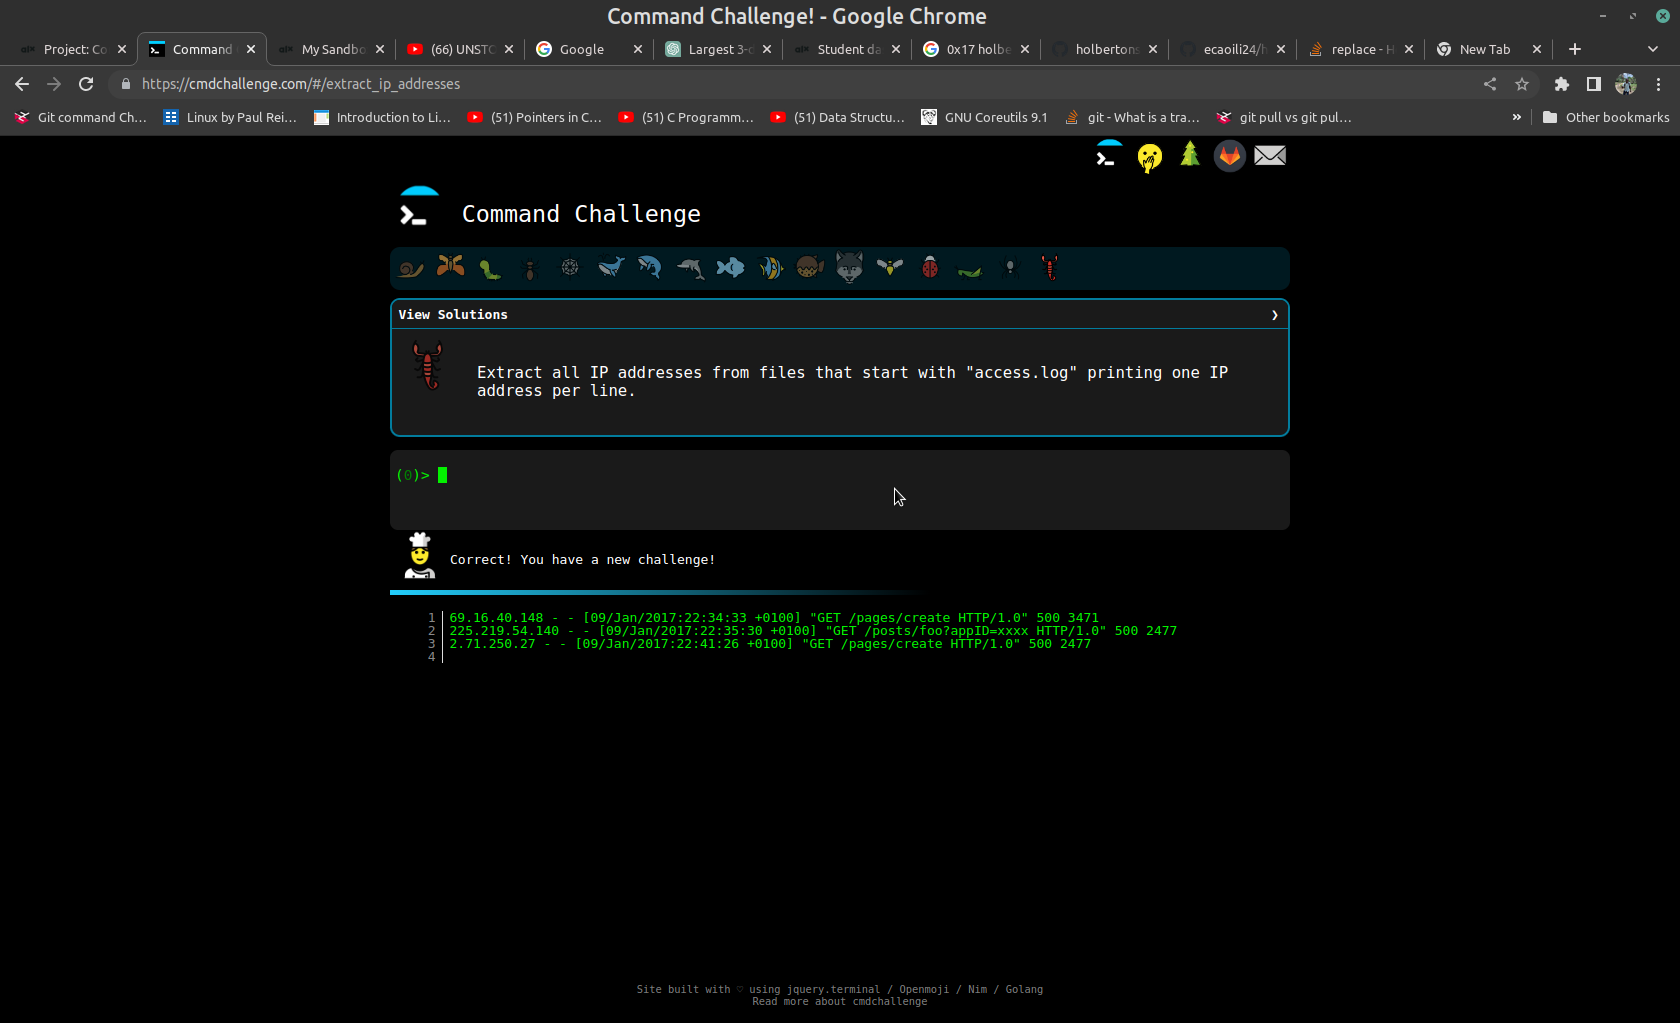 Command Challenge! - Google Chrome
Project: Co
Command
My Sandbo
(66) UNSTC
Google
Largest 3-d
Student da
0x17 holbe
holbertons
ecaoili24/h
replace - H
New Tab
https://cmdchallenge.com/#/extract_ip_addresses
Git command Ch...
Linux by Paul Rei...
Introduction to Li...
(51) Pointers in C...
(51) C Programm...
(51) Data Structu...
GNU Coreutils 9.1
git - What is a tra...
git pull vs git pul...
»
Other bookmarks
Command Challenge
View Solutions
Extract all IP addresses from files that start with "access.log" printing one IP
address per line.
(0)>
Correct! You have a new challenge!
1 69.16.40.148 - - [09/Jan/2017:22:34:33 +0100] "GET /pages/create HTTP/1.0" 500 3471
2 225.219.54.140 - - [09/Jan/2017:22:35:30 +0100] "GET /posts/foo?appID=xxxx HTTP/1.0" 500 2477
3 2.71.250.27 - - [09/Jan/2017:22:41:26 +0100] "GET /pages/create HTTP/1.0" 500 2477
4
Site built with ♡ using jquery.terminal / Openmoji / Nim / Golang
Read more about cmdchallenge